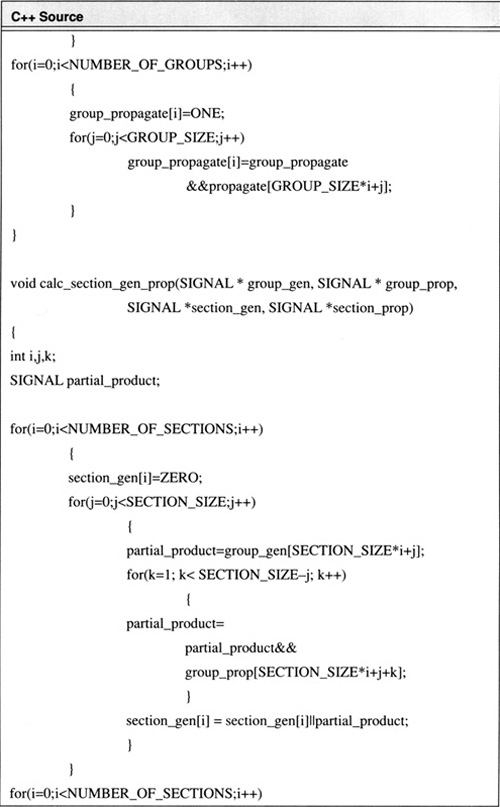 C++ Source
}
for(i=0;i<NUMBER_OF_GROUPS;i++)
{
group_propagate[i]=ONE;
for(j=0;j<GROUP_SIZE;j++)
group_propagate[i]=group_propagate
&&propagate[GROUP_SIZE*i+j];
}
}
void calc_section_gen_prop(SIGNAL * group_gen, SIGNAL * group_prop,
SIGNAL *section_gen, SIGNAL *section_prop)
{
int i,j,k;
SIGNAL partial_product;
for(i=0;i<NUMBER_OF_SECTIONS;i++)
{
section_gen[i]=ZERO;
for(j=0;j<SECTION_SIZE;j++)
{
partial_product=group_gen[SECTION_SIZE*i+j];
for(k=1; k< SECTION_SIZE–j; k++)
{
partial_product=
partial_product&&
group_prop[SECTION_SIZE*i+j+k];
}
section_gen[i] = section_gen[i]||partial_product;
}
}
for(i=0;i<NUMBER_OF_SECTIONS;i++)